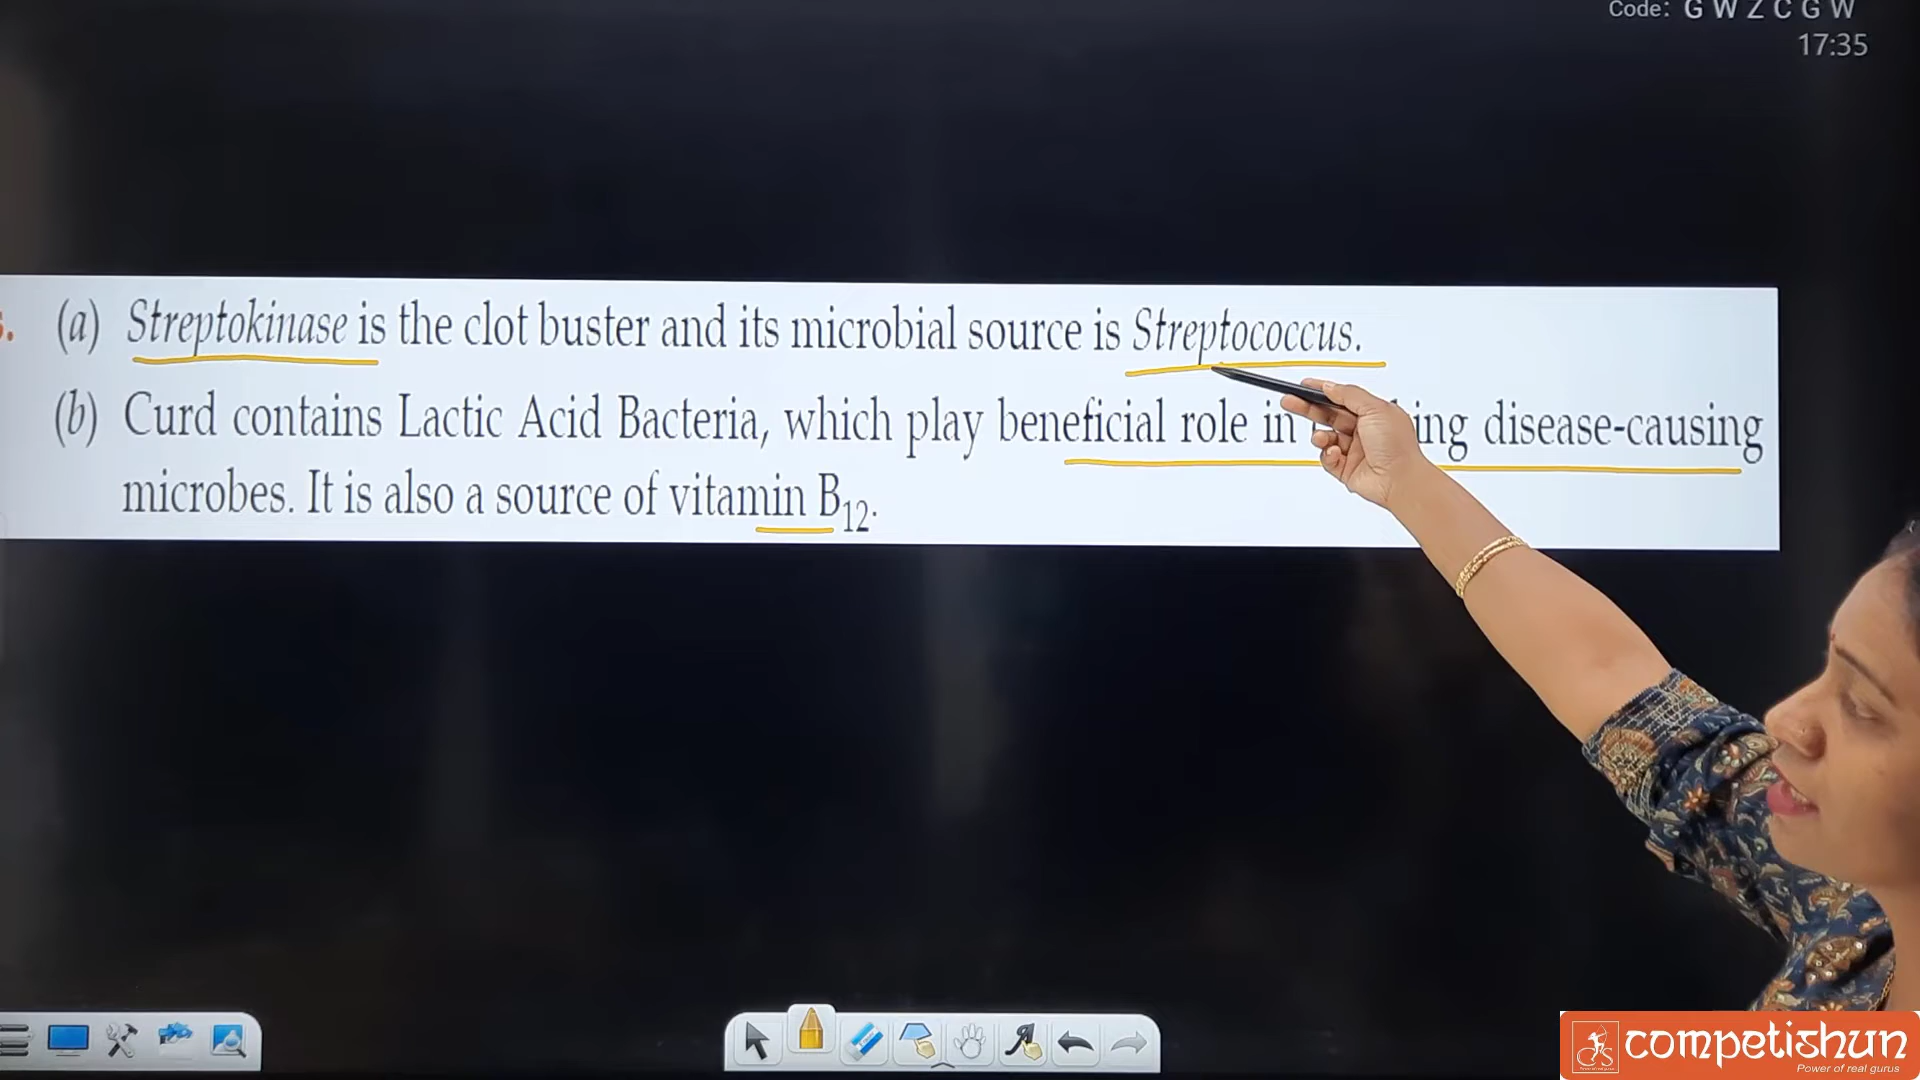 Code: G W Z C G W
17:35
(a) Streptokinase is the clot buster and its microbial source is Streptococcus.
(b) Curd contains Lactic Acid Bacteria, which play beneficial role in ing disease-causing
microbes. It is also a source of vitamin B₁₂.
competishun
Power of real gurus